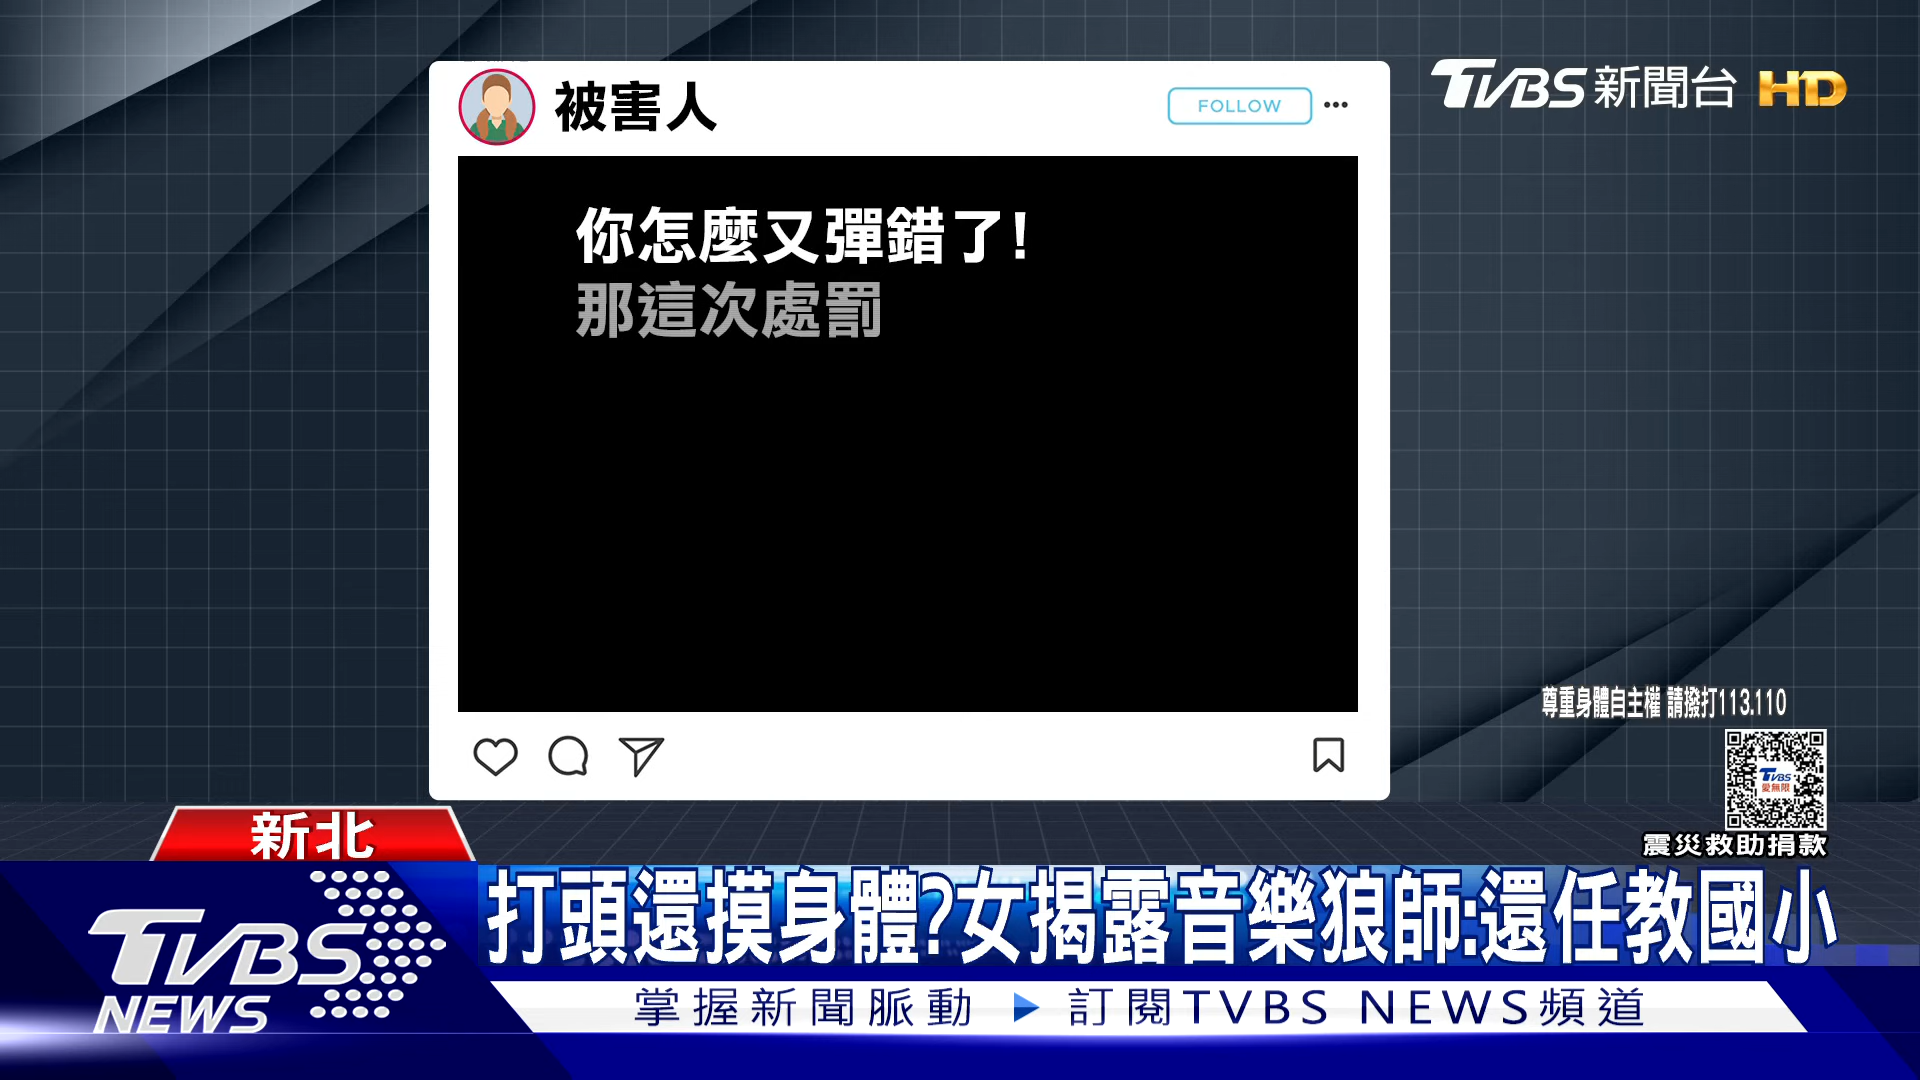 TVBS新聞台 HD
被害人
FOLLOW
你怎麼又彈錯了!
那這次處罰
尊重身體自主權 請撥打113.110
TVBS
愛無限
震災救助捐款
新北
打頭還摸身體?女揭露音樂狼師:還任教國小
TVBS
NEWS
掌握新聞脈動 ▶ 訂閱TVBS NEWS頻道